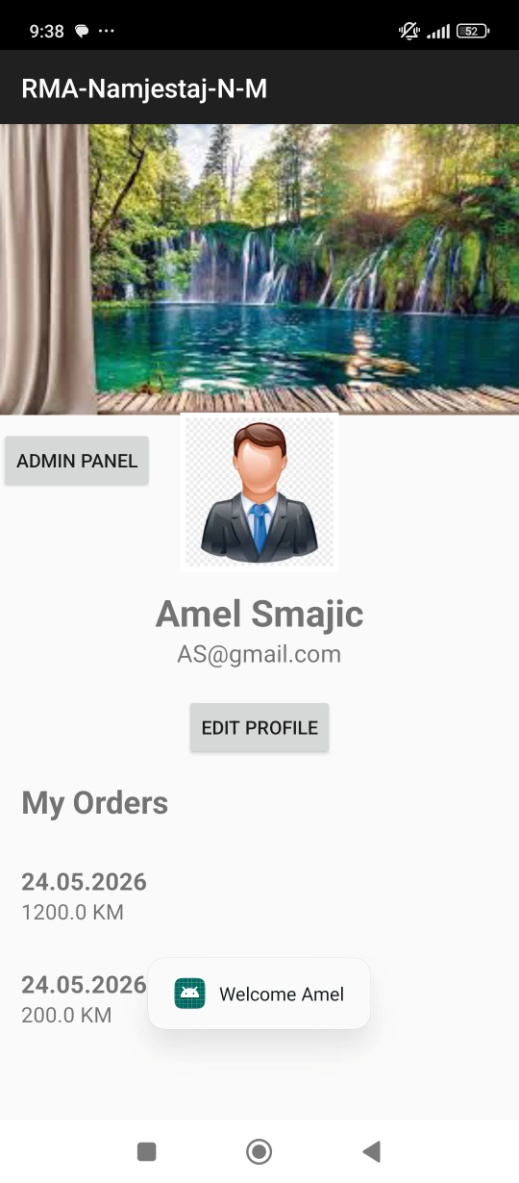 9:38
52
RMA-Namjestaj-N-M
ADMIN PANEL
Amel Smajic
AS@gmail.com
EDIT PROFILE
My Orders
24.05.2026
1200.0 KM
24.05.2026
200.0 KM
Welcome Amel